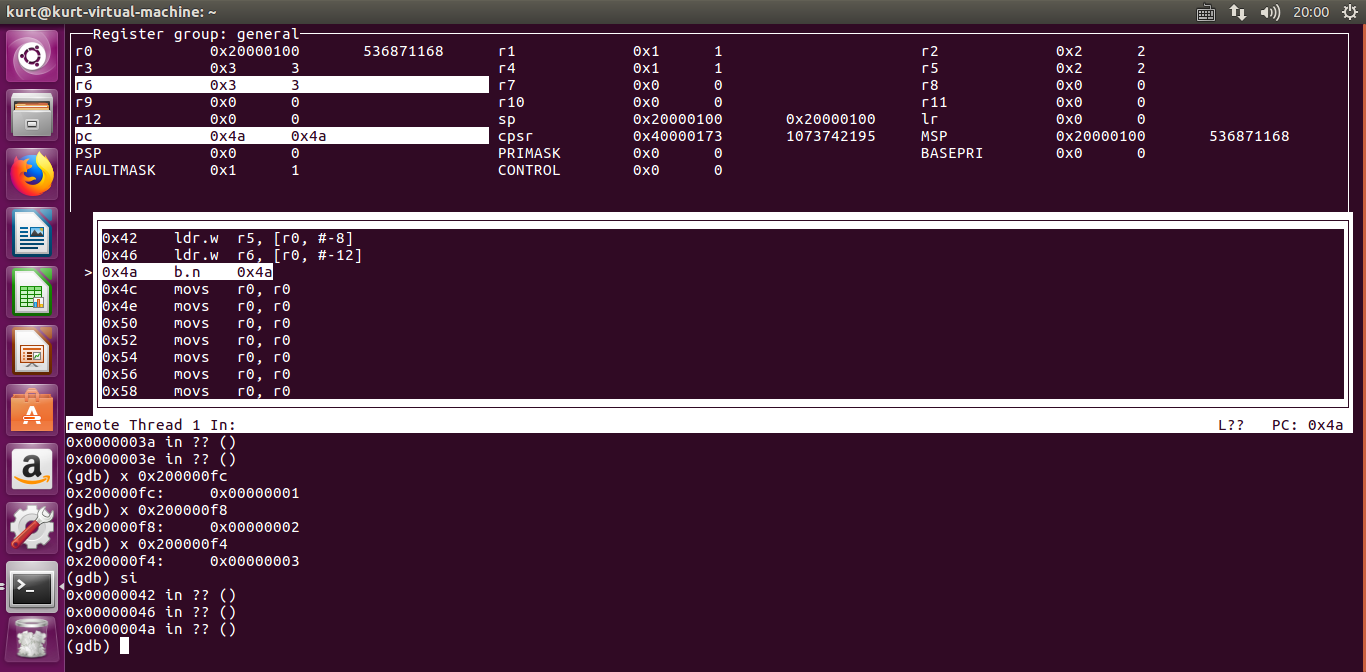 kurt@kurt-virtual-machine: ~ 20:00
Register group: general
r0 0x20000100 536871168 r1 0x1 1 r2 0x2 2
r3 0x3 3 r4 0x1 1 r5 0x2 2
r6 0x3 3 r7 0x0 0 r8 0x0 0
r9 0x0 0 r10 0x0 0 r11 0x0 0
r12 0x0 0 sp 0x20000100 0x20000100 lr 0x0 0
pc 0x4a 0x4a cpsr 0x40000173 1073742195 MSP 0x20000100 536871168
PSP 0x0 0 PRIMASK 0x0 0 BASEPRI 0x0 0
FAULTMASK 0x1 1 CONTROL 0x0 0
0x42 ldr.w r5, [r0, #-8]
0x46 ldr.w r6, [r0, #-12]
>0x4a b.n 0x4a
0x4c movs r0, r0
0x4e movs r0, r0
0x50 movs r0, r0
0x52 movs r0, r0
0x54 movs r0, r0
0x56 movs r0, r0
0x58 movs r0, r0
remote Thread 1 In: L?? PC: 0x4a
0x0000003a in ?? ()
0x0000003e in ?? ()
(gdb) x 0x200000fc
0x200000fc: 0x00000001
(gdb) x 0x200000f8
0x200000f8: 0x00000002
(gdb) x 0x200000f4
0x200000f4: 0x00000003
(gdb) si
0x00000042 in ?? ()
0x00000046 in ?? ()
0x0000004a in ?? ()
(gdb)